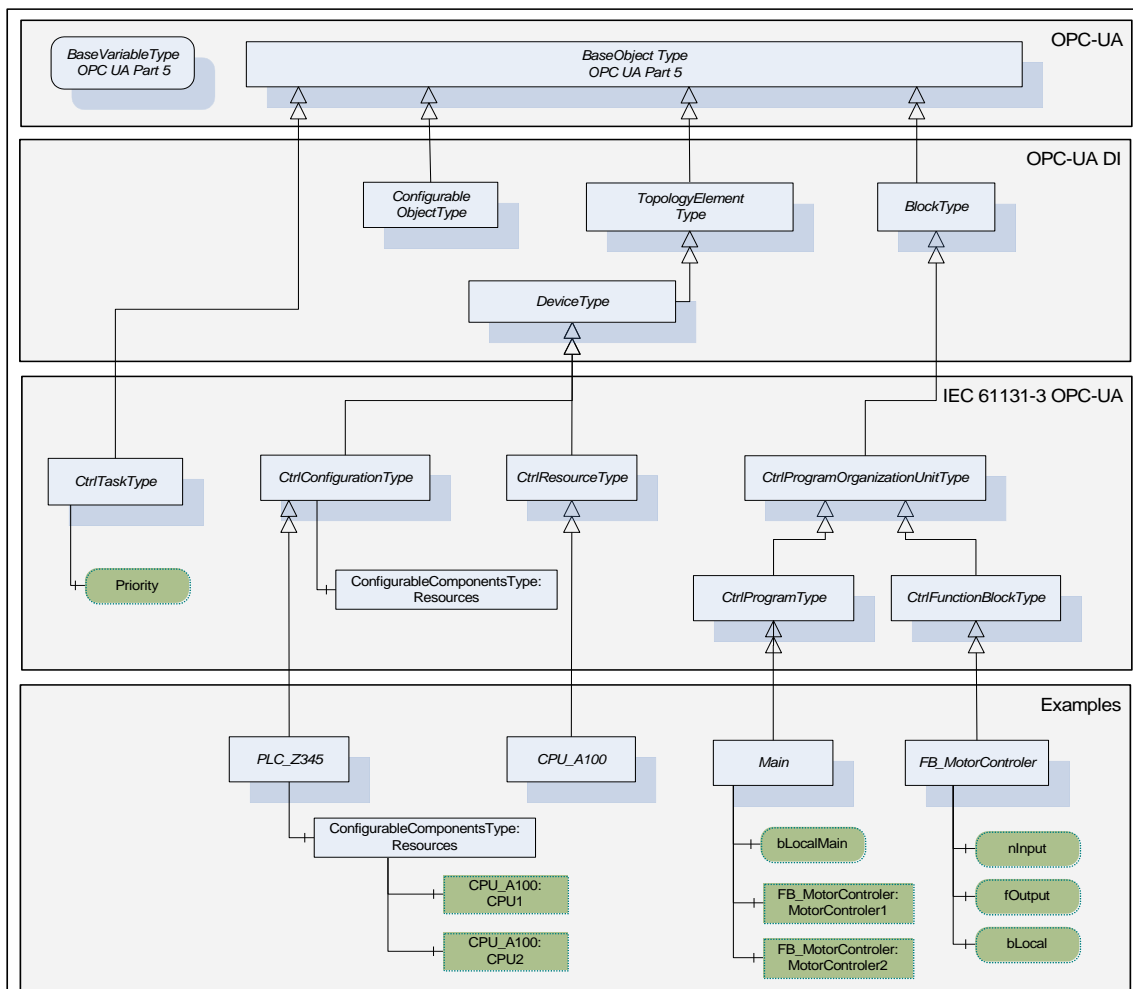 OPC-UA
BaseVariableType
OPC UA Part 5
BaseObject Type
OPC UA Part 5
OPC-UA DI
Configurable
ObjectType
TopologyElement
Type
BlockType
DeviceType
IEC 61131-3 OPC-UA
CtrlTaskType
CtrlConfigurationType
CtrlResourceType
CtrlProgramOrganizationUnitType
Priority
ConfigurableComponentsType:
Resources
CtrlProgramType
CtrlFunctionBlockType
Examples
PLC_Z345
CPU_A100
Main
FB_MotorControler
ConfigurableComponentsType:
Resources
CPU_A100:
CPU1
CPU_A100:
CPU2
bLocalMain
FB_MotorControler:
MotorControler1
FB_MotorControler:
MotorControler2
nInput
fOutput
bLocal